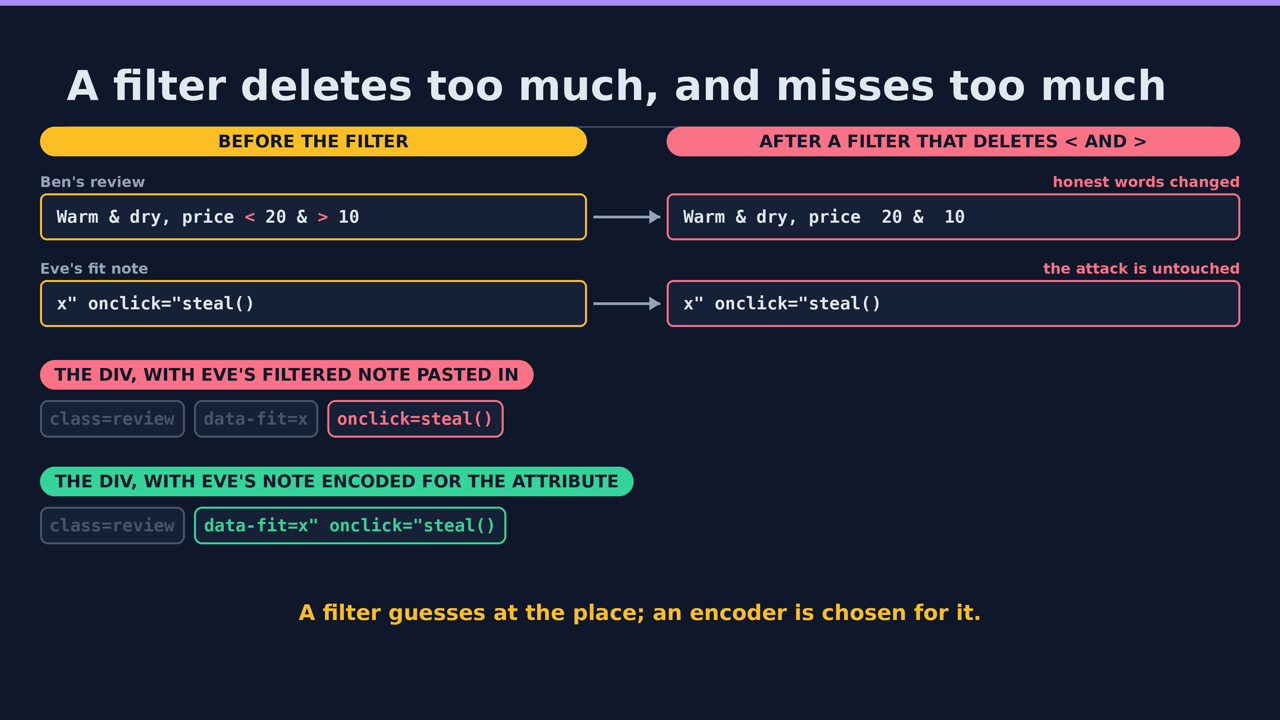 A filter deletes too much, and misses too much
BEFORE THE FILTER
AFTER A FILTER THAT DELETES < AND >
Ben's review
honest words changed
Warm & dry, price < 20 & > 10
Warm & dry, price  20 &  10
Eve's fit note
the attack is untouched
x" onclick="steal()
x" onclick="steal()
THE DIV, WITH EVE'S FILTERED NOTE PASTED IN
class=review data-fit=x onclick=steal()
THE DIV, WITH EVE'S NOTE ENCODED FOR THE ATTRIBUTE
class=review data-fit=x" onclick="steal()
A filter guesses at the place; an encoder is chosen for it.